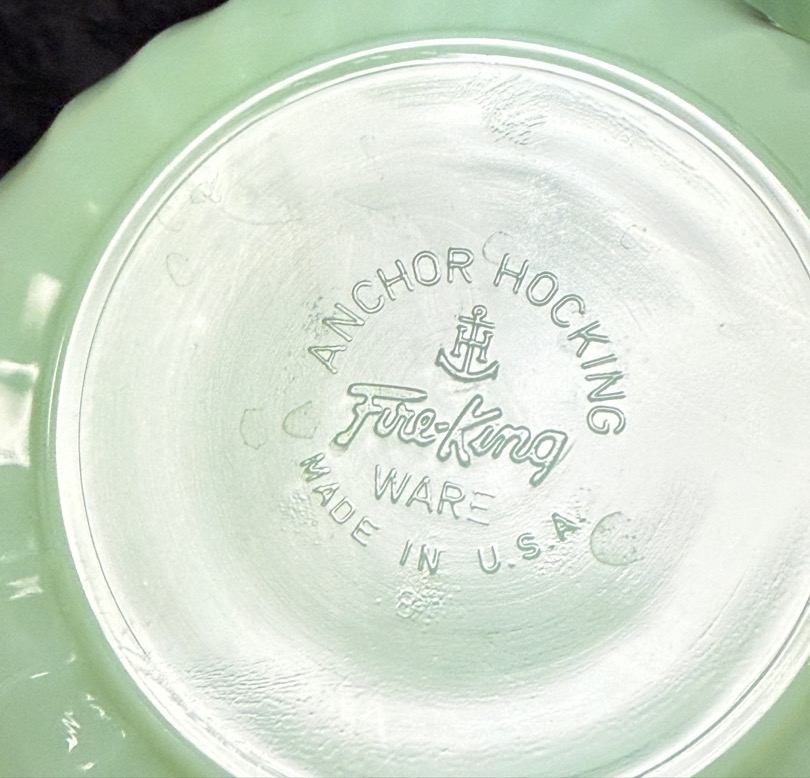 ANCHOR HOCKING
Fire-King
WARE
MADE IN U.S.A.